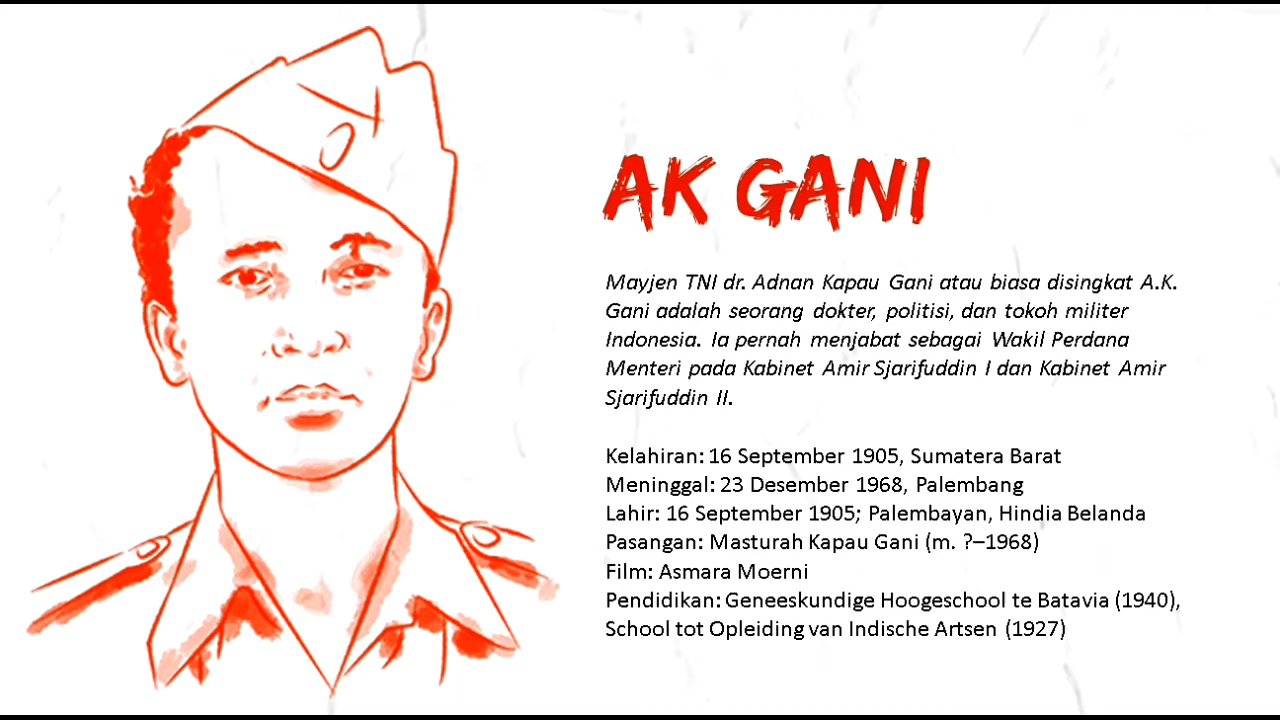 AK GANI
Mayjen TNI dr. Adnan Kapau Gani atau biasa disingkat A.K.
Gani adalah seorang dokter, politisi, dan tokoh militer
Indonesia. Ia pernah menjabat sebagai Wakil Perdana
Menteri pada Kabinet Amir Sjarifuddin I dan Kabinet Amir
Sjarifuddin II.
Kelahiran: 16 September 1905, Sumatera Barat
Meninggal: 23 Desember 1968, Palembang
Lahir: 16 September 1905; Palembayan, Hindia Belanda
Pasangan: Masturah Kapau Gani (m. ?–1968)
Film: Asmara Moerni
Pendidikan: Geneeskundige Hoogeschool te Batavia (1940),
School tot Opleiding van Indische Artsen (1927)